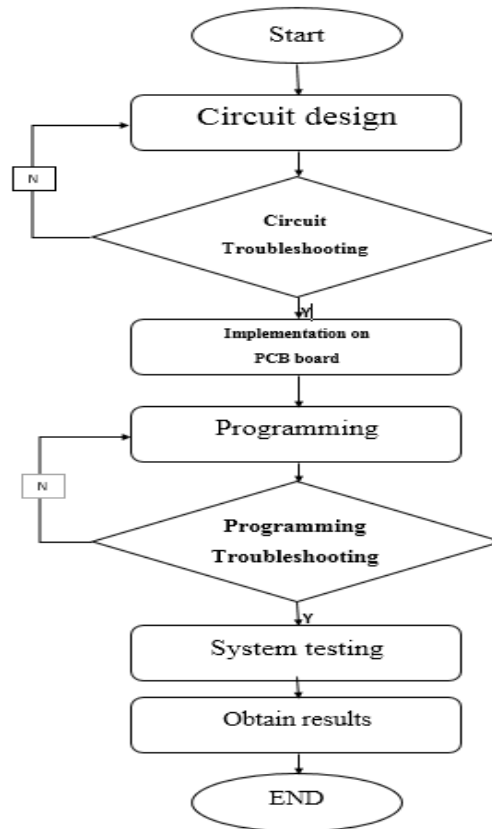 Start
Circuit design
N
Circuit
Troubleshooting
Y
Implementation on
PCB board
Programming
N
Programming
Troubleshooting
Y
System testing
Obtain results
END